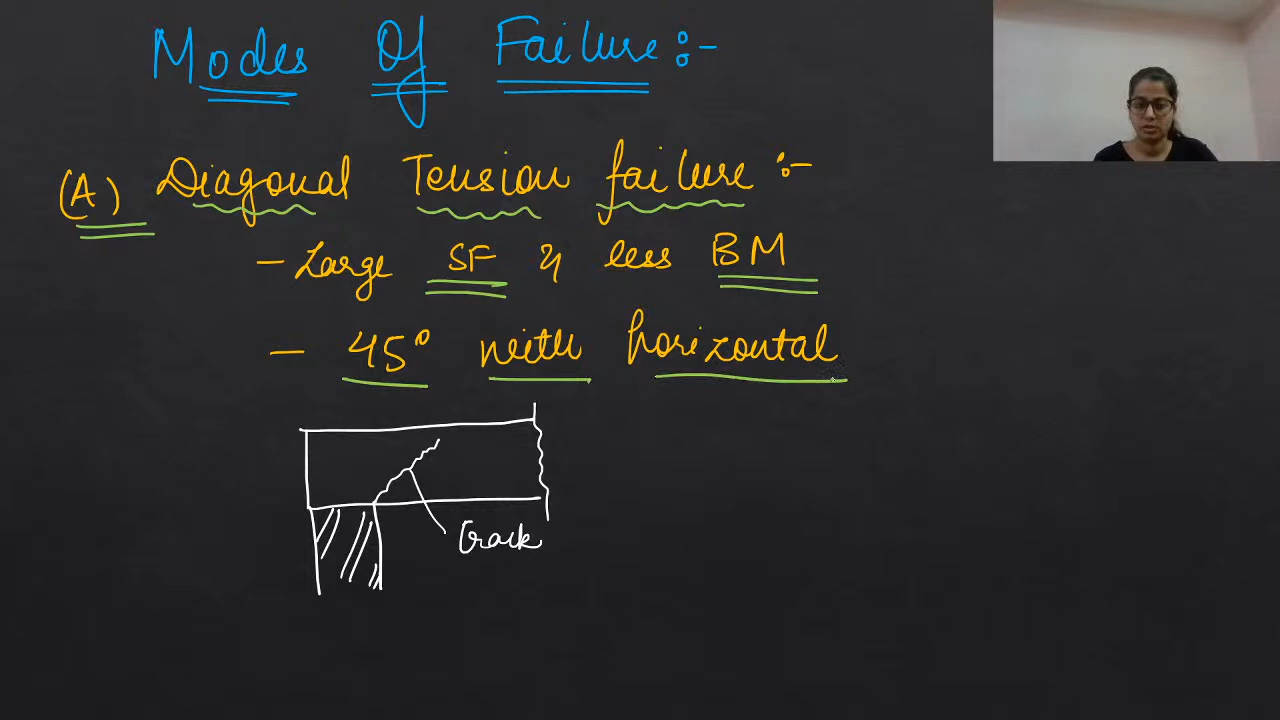 Modes Of Failure :-
(A) Diagonal Tension failure :-
- Large SF & less BM
- 45° with horizontal
Crack